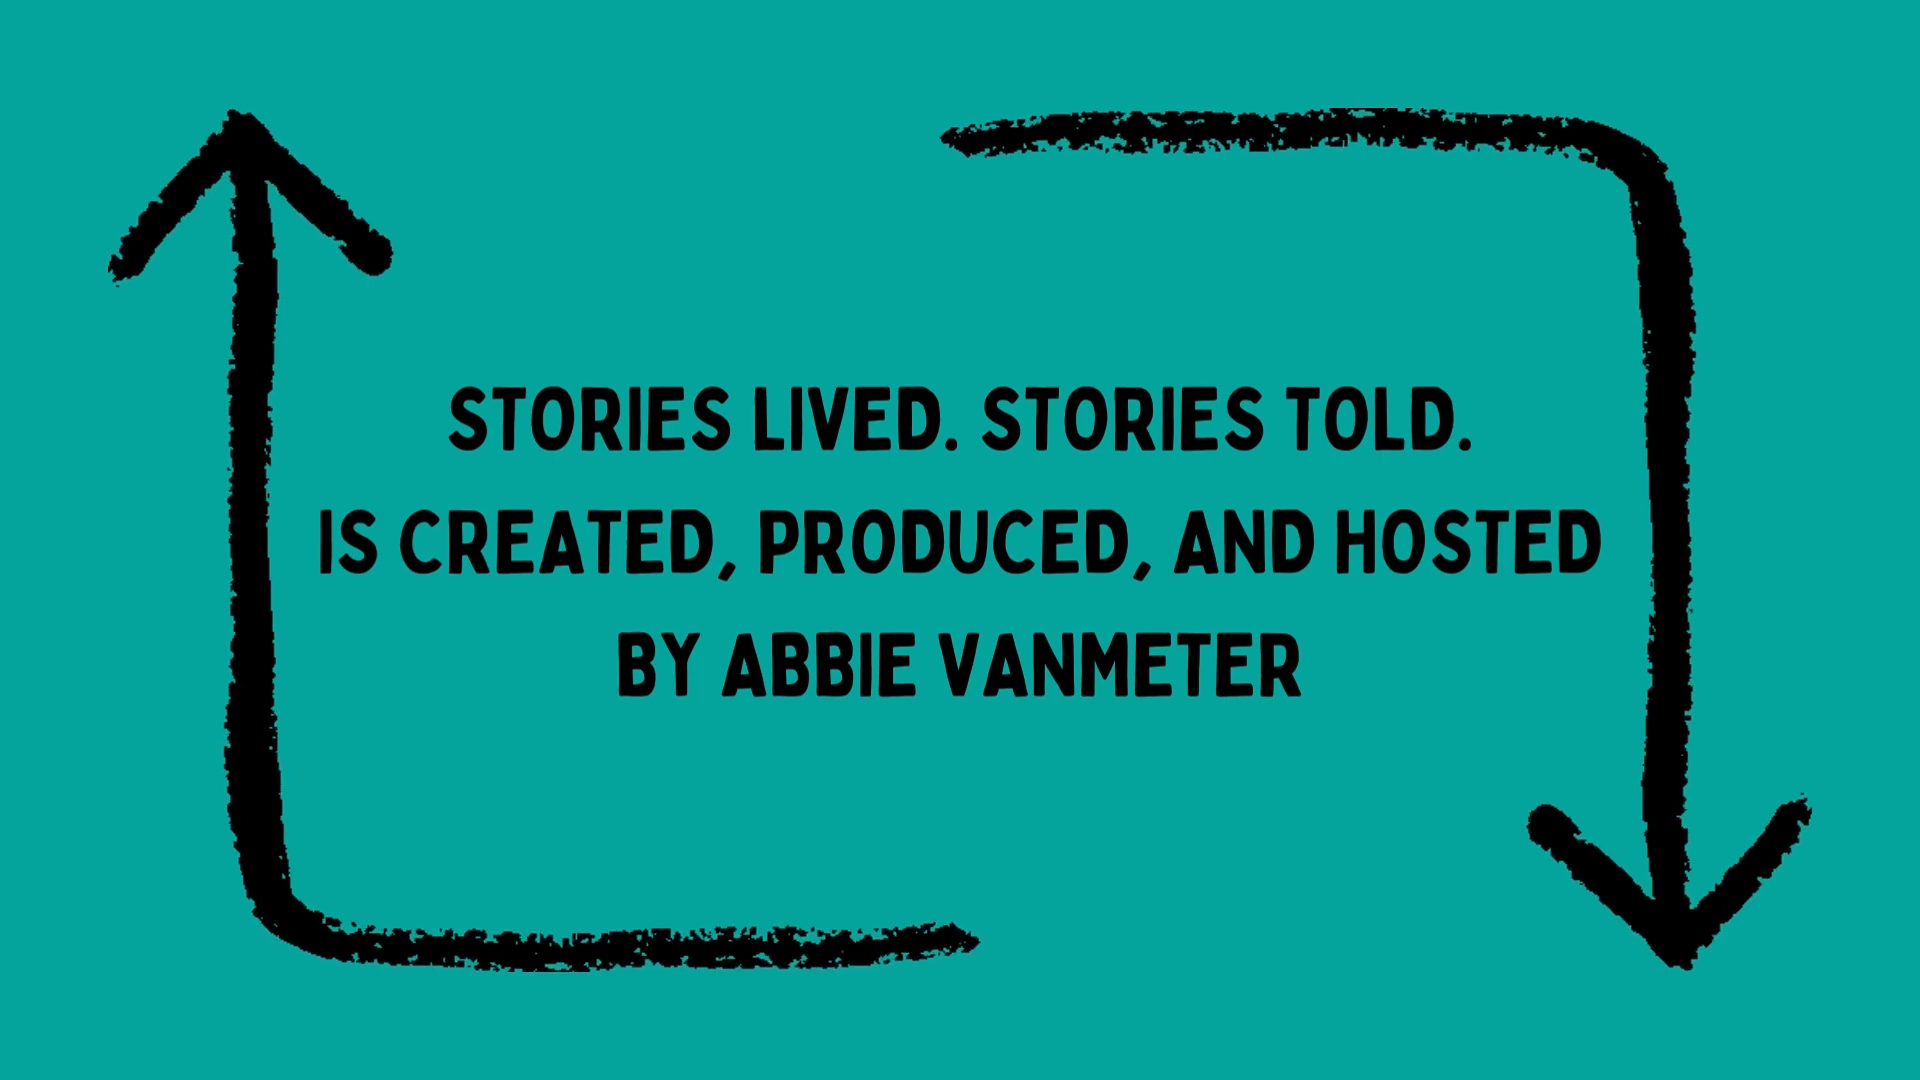 STORIES LIVED. STORIES TOLD.
IS CREATED, PRODUCED, AND HOSTED
BY ABBIE VANMETER